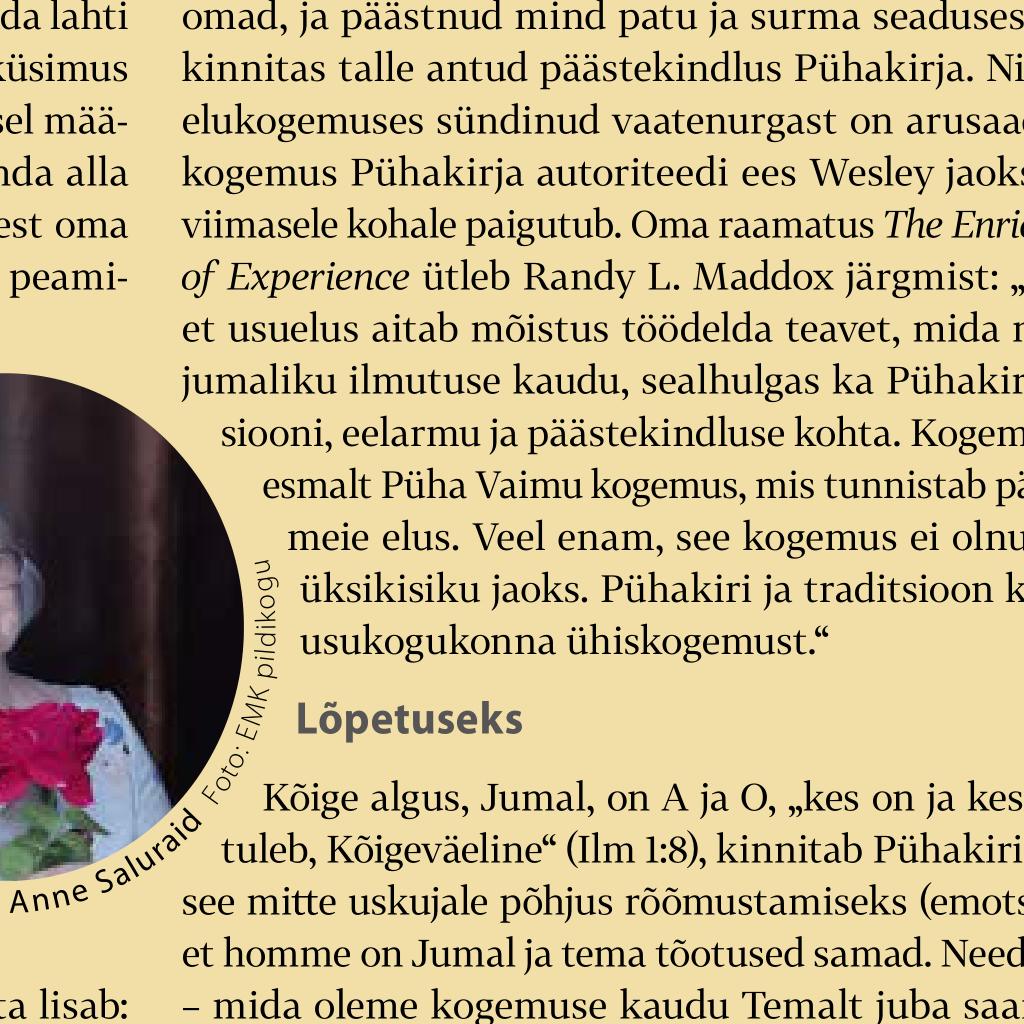 da lahti
küsimus
sel mää-
nda alla
est oma
peami-
Anne Saluraid Foto: EMK pildikogu
ta lisab:
omad, ja päästnud mind patu ja surma seaduses
kinnitas talle antud päästekindlus Pühakirja. Ni
elukogemuses sündinud vaatenurgast on arusaa
kogemus Pühakirja autoriteedi ees Wesley jaoks
viimasele kohale paigutub. Oma raamatus The Enri
of Experience ütleb Randy L. Maddox järgmist: „
et usuelus aitab mõistus töödelda teavet, mida
jumaliku ilmutuse kaudu, sealhulgas ka Pühakir
siooni, eelarmu ja päästekindluse kohta. Kogem
esmalt Püha Vaimu kogemus, mis tunnistab pä
meie elus. Veel enam, see kogemus ei olnu
üksikisiku jaoks. Pühakiri ja traditsioon k
usukogukonna ühiskogemust.“
Lõpetuseks
Kõige algus, Jumal, on A ja O, „kes on ja kes
tuleb, Kõigeväeline“ (Ilm 1:8), kinnitab Pühakiri
see mitte uskujale põhjus rõõmustamiseks (emots
et homme on Jumal ja tema tõotused samad. Need
– mida oleme kogemuse kaudu Temalt juba saa